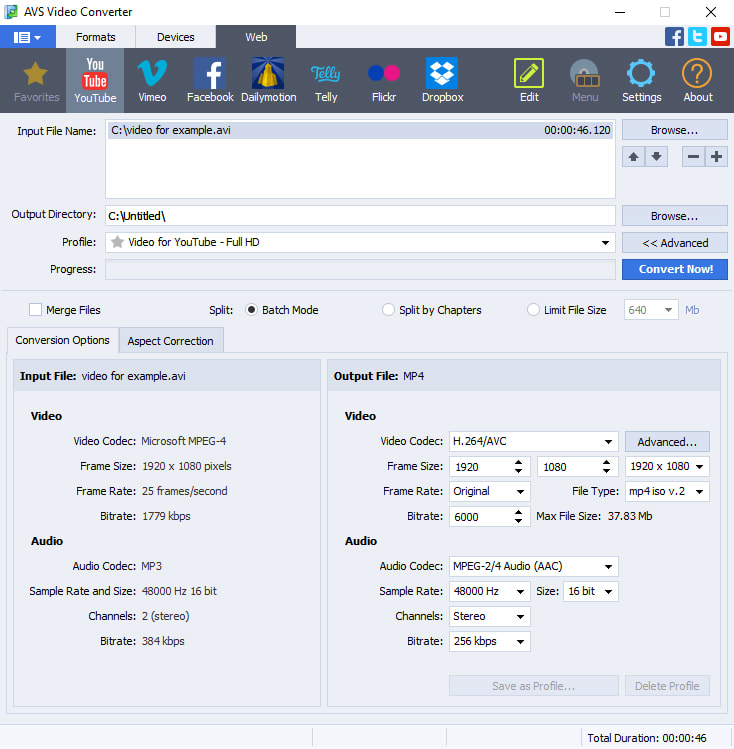 AVS Video Converter
Formats Devices Web
Favorites You Tube YouTube Vimeo Facebook Dailymotion Telly Telly Flickr Dropbox Edit Menu Settings About
Input File Name: C:\video for example.avi 00:00:46.120 Browse...
Output Directory: C:\Untitled\ Browse...
Profile: Video for YouTube - Full HD << Advanced
Progress: Convert Now!
Merge Files Split: Batch Mode Split by Chapters Limit File Size 640 Mb
Conversion Options Aspect Correction
Input File: video for example.avi
Video
Video Codec: Microsoft MPEG-4
Frame Size: 1920 x 1080 pixels
Frame Rate: 25 frames/second
Bitrate: 1779 kbps
Audio
Audio Codec: MP3
Sample Rate and Size: 48000 Hz 16 bit
Channels: 2 (stereo)
Bitrate: 384 kbps
Output File: MP4
Video
Video Codec: H.264/AVC Advanced...
Frame Size: 1920 1080 1920 x 1080
Frame Rate: Original File Type: mp4 iso v.2
Bitrate: 6000 Max File Size: 37.83 Mb
Audio
Audio Codec: MPEG-2/4 Audio (AAC)
Sample Rate: 48000 Hz Size: 16 bit
Channels: Stereo
Bitrate: 256 kbps
Save as Profile... Delete Profile
Total Duration: 00:00:46